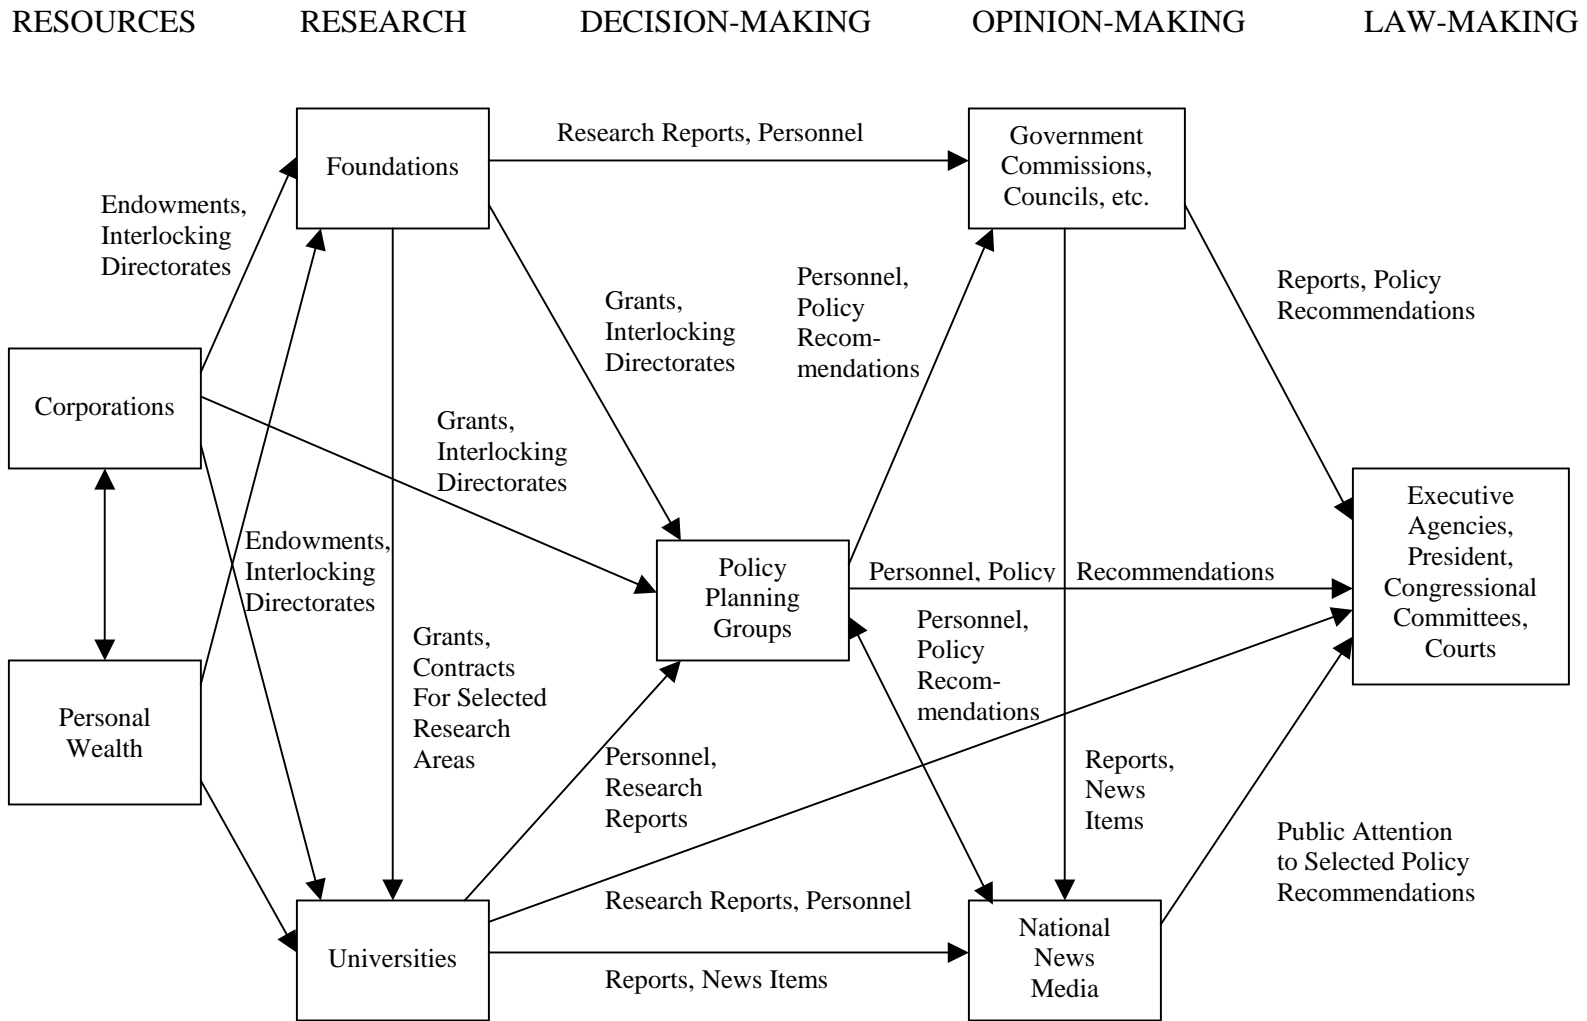 RESOURCES
RESEARCH
DECISION-MAKING
OPINION-MAKING
LAW-MAKING
Foundations
Research Reports, Personnel
Government
Commissions,
Councils, etc.
Endowments,
Interlocking
Directorates
Grants,
Interlocking
Directorates
Personnel,
Policy
Recom-
mendations
Reports, Policy
Recommendations
Corporations
Grants,
Interlocking
Directorates
Endowments,
Interlocking
Directorates
Policy
Planning
Groups
Personnel, Policy Recommendations
Executive
Agencies,
President,
Congressional
Committees,
Courts
Personal
Wealth
Grants,
Contracts
For Selected
Research
Areas
Personnel,
Policy
Recom-
mendations
Personnel,
Research
Reports
Reports,
News
Items
Public Attention
to Selected Policy
Recommendations
Universities
Research Reports, Personnel
Reports, News Items
National
News
Media